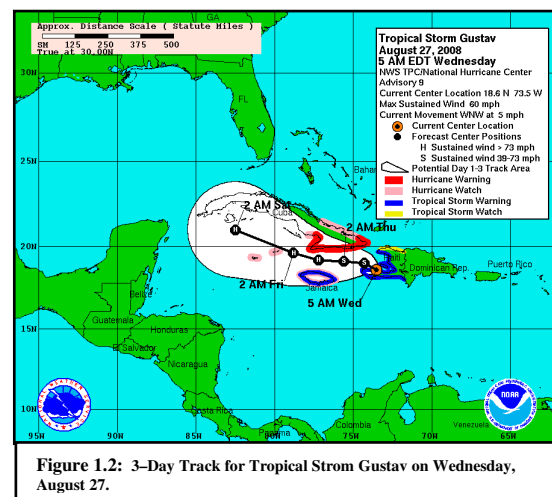 GA
Approx. Distance Scale ( Statute Miles )
SM 125 250 375 500
True at 30.00N
Tropical Storm Gustav
August 27, 2008
5 AM EDT Wednesday
NWS TPC/National Hurricane Center
Advisory 9
Current Center Location 18.6 N 73.5 W
Max Sustained Wind 60 mph
Current Movement WNW at 5 mph
Current Center Location
Forecast Center Positions
H Sustained wind > 73 mph
S Sustained wind 39-73 mph
Potential Day 1-3 Track Area
Hurricane Warning
Hurricane Watch
Tropical Storm Warning
Tropical Storm Watch
30N
FL
25N
Bahar
2 AM Sat
Cuba
2 AM Thu
H
20N
H H S S
Haiti
Dominican Rep.
Puerto Rico
2 AM Fri
Jamaica
5 AM Wed
Belize
15N
Guatemala
Honduras
El Salvador
Nicaragua
NOAA
10N
Costa Rica
Panama
Colombia
Venezuela
95W 90W 85W 80W 75W 70W 65W
Figure 1.2: 3–Day Track for Tropical Strom Gustav on Wednesday,
August 27.